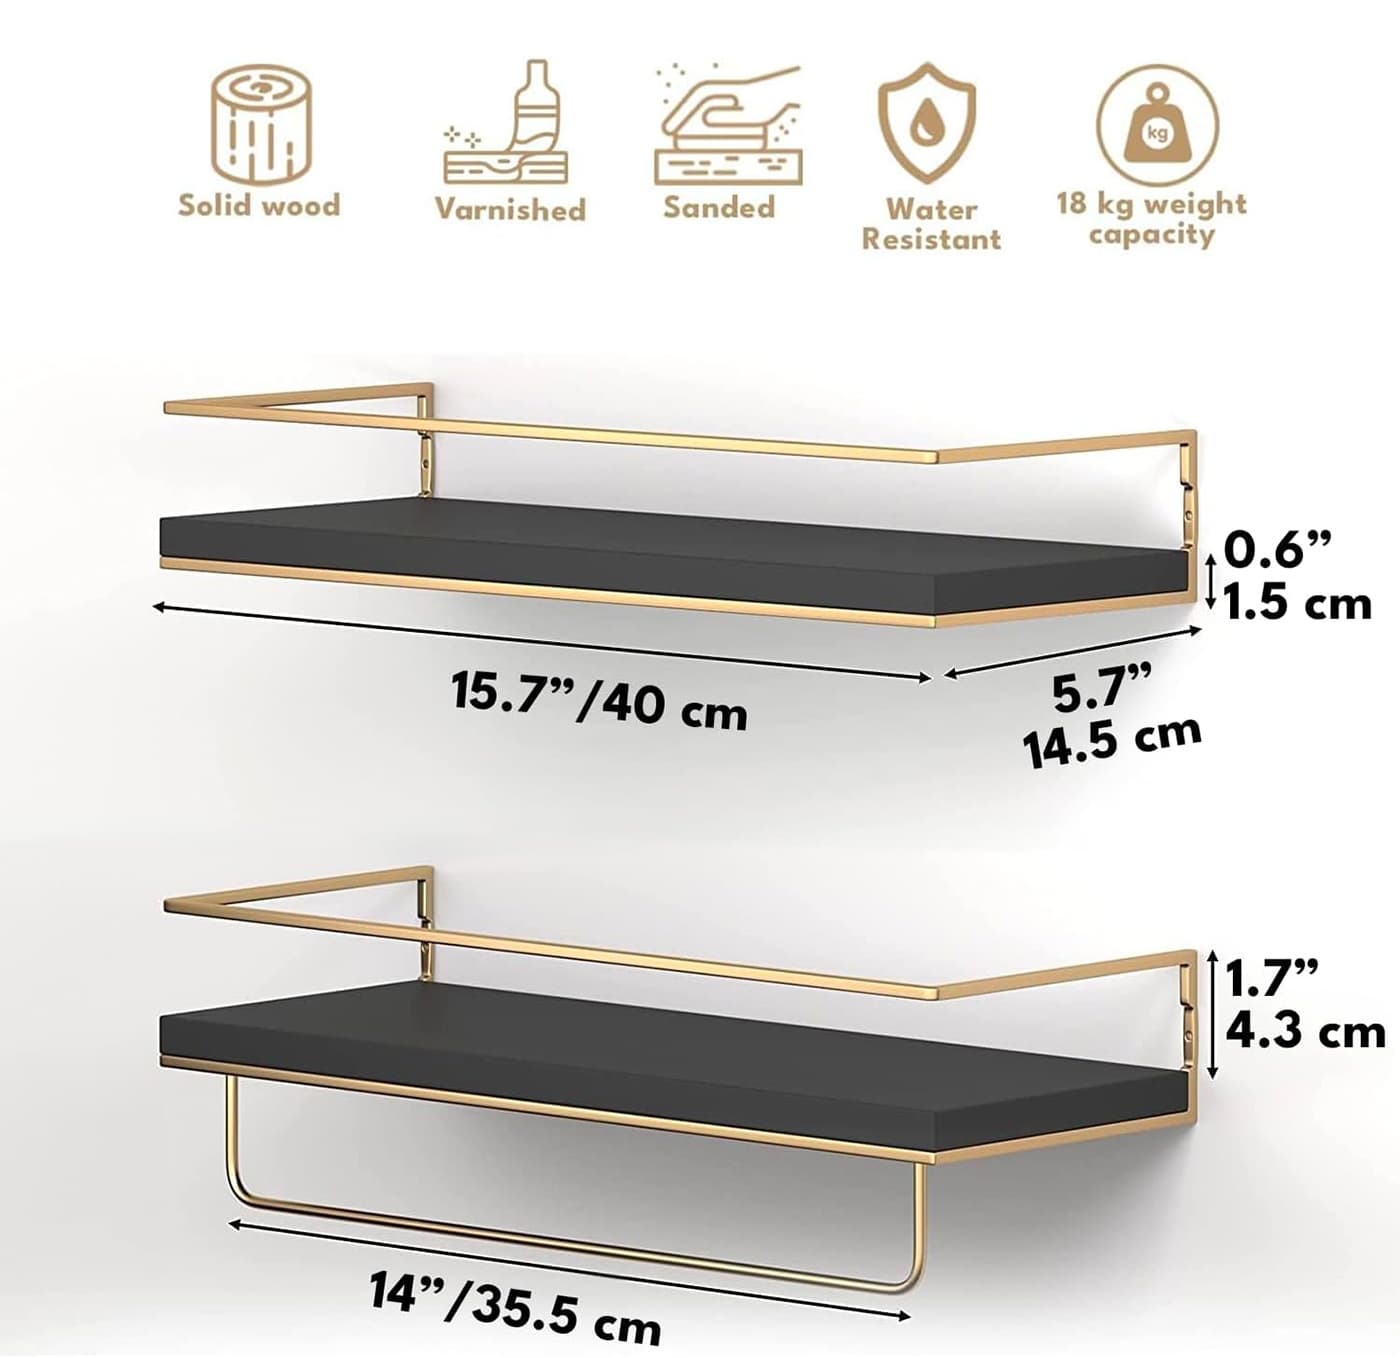 Solid wood
Varnished
Sanded
Water
Resistant
kg
18 kg weight
capacity
0.6”
1.5 cm
15.7”/40 cm
5.7”
14.5 cm
1.7”
4.3 cm
14”/35.5 cm